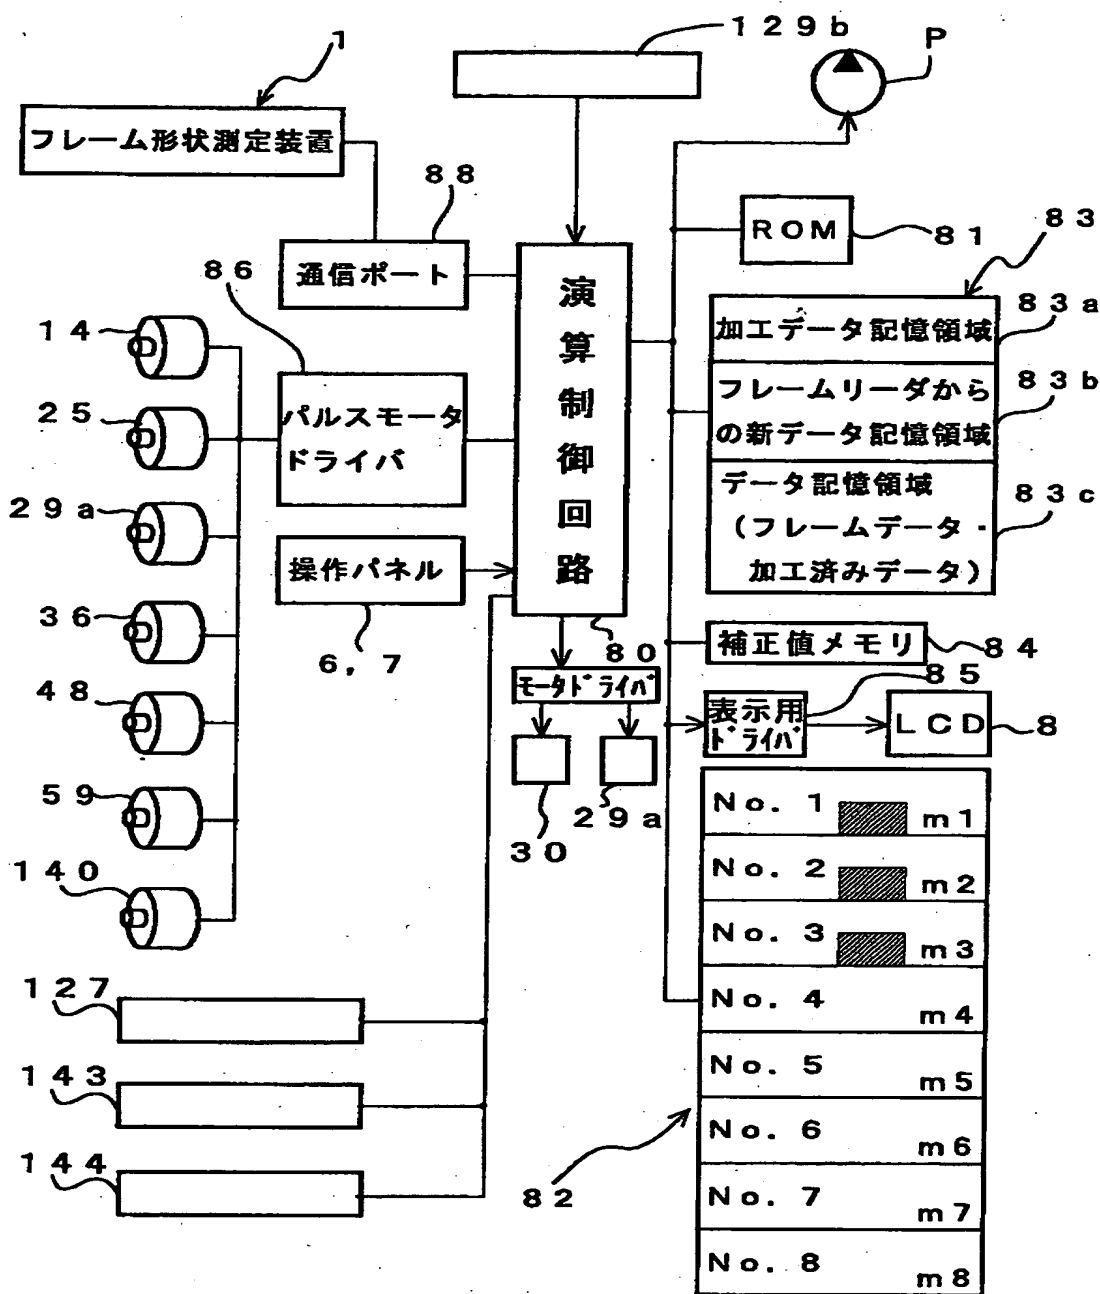 129b
P
1
フレーム形状測定装置
88
通信ポート
86
演算制御回路
80
ROM
81
83
加工データ記憶領域
83a
フレームリーダから
の新データ記憶領域
83b
データ記憶領域
(フレームデータ・
加工済みデータ)
83c
14
25
29a
36
48
59
140
パルスモータ
ドライバ
操作パネル
6,7
モータドライバ
30
29a
補正値メモリ
84
表示用
ドライバ
85
LCD
8
No. 1 m1
No. 2 m2
No. 3 m3
No. 4 m4
No. 5 m5
No. 6 m6
No. 7 m7
No. 8 m8
82
127
143
144